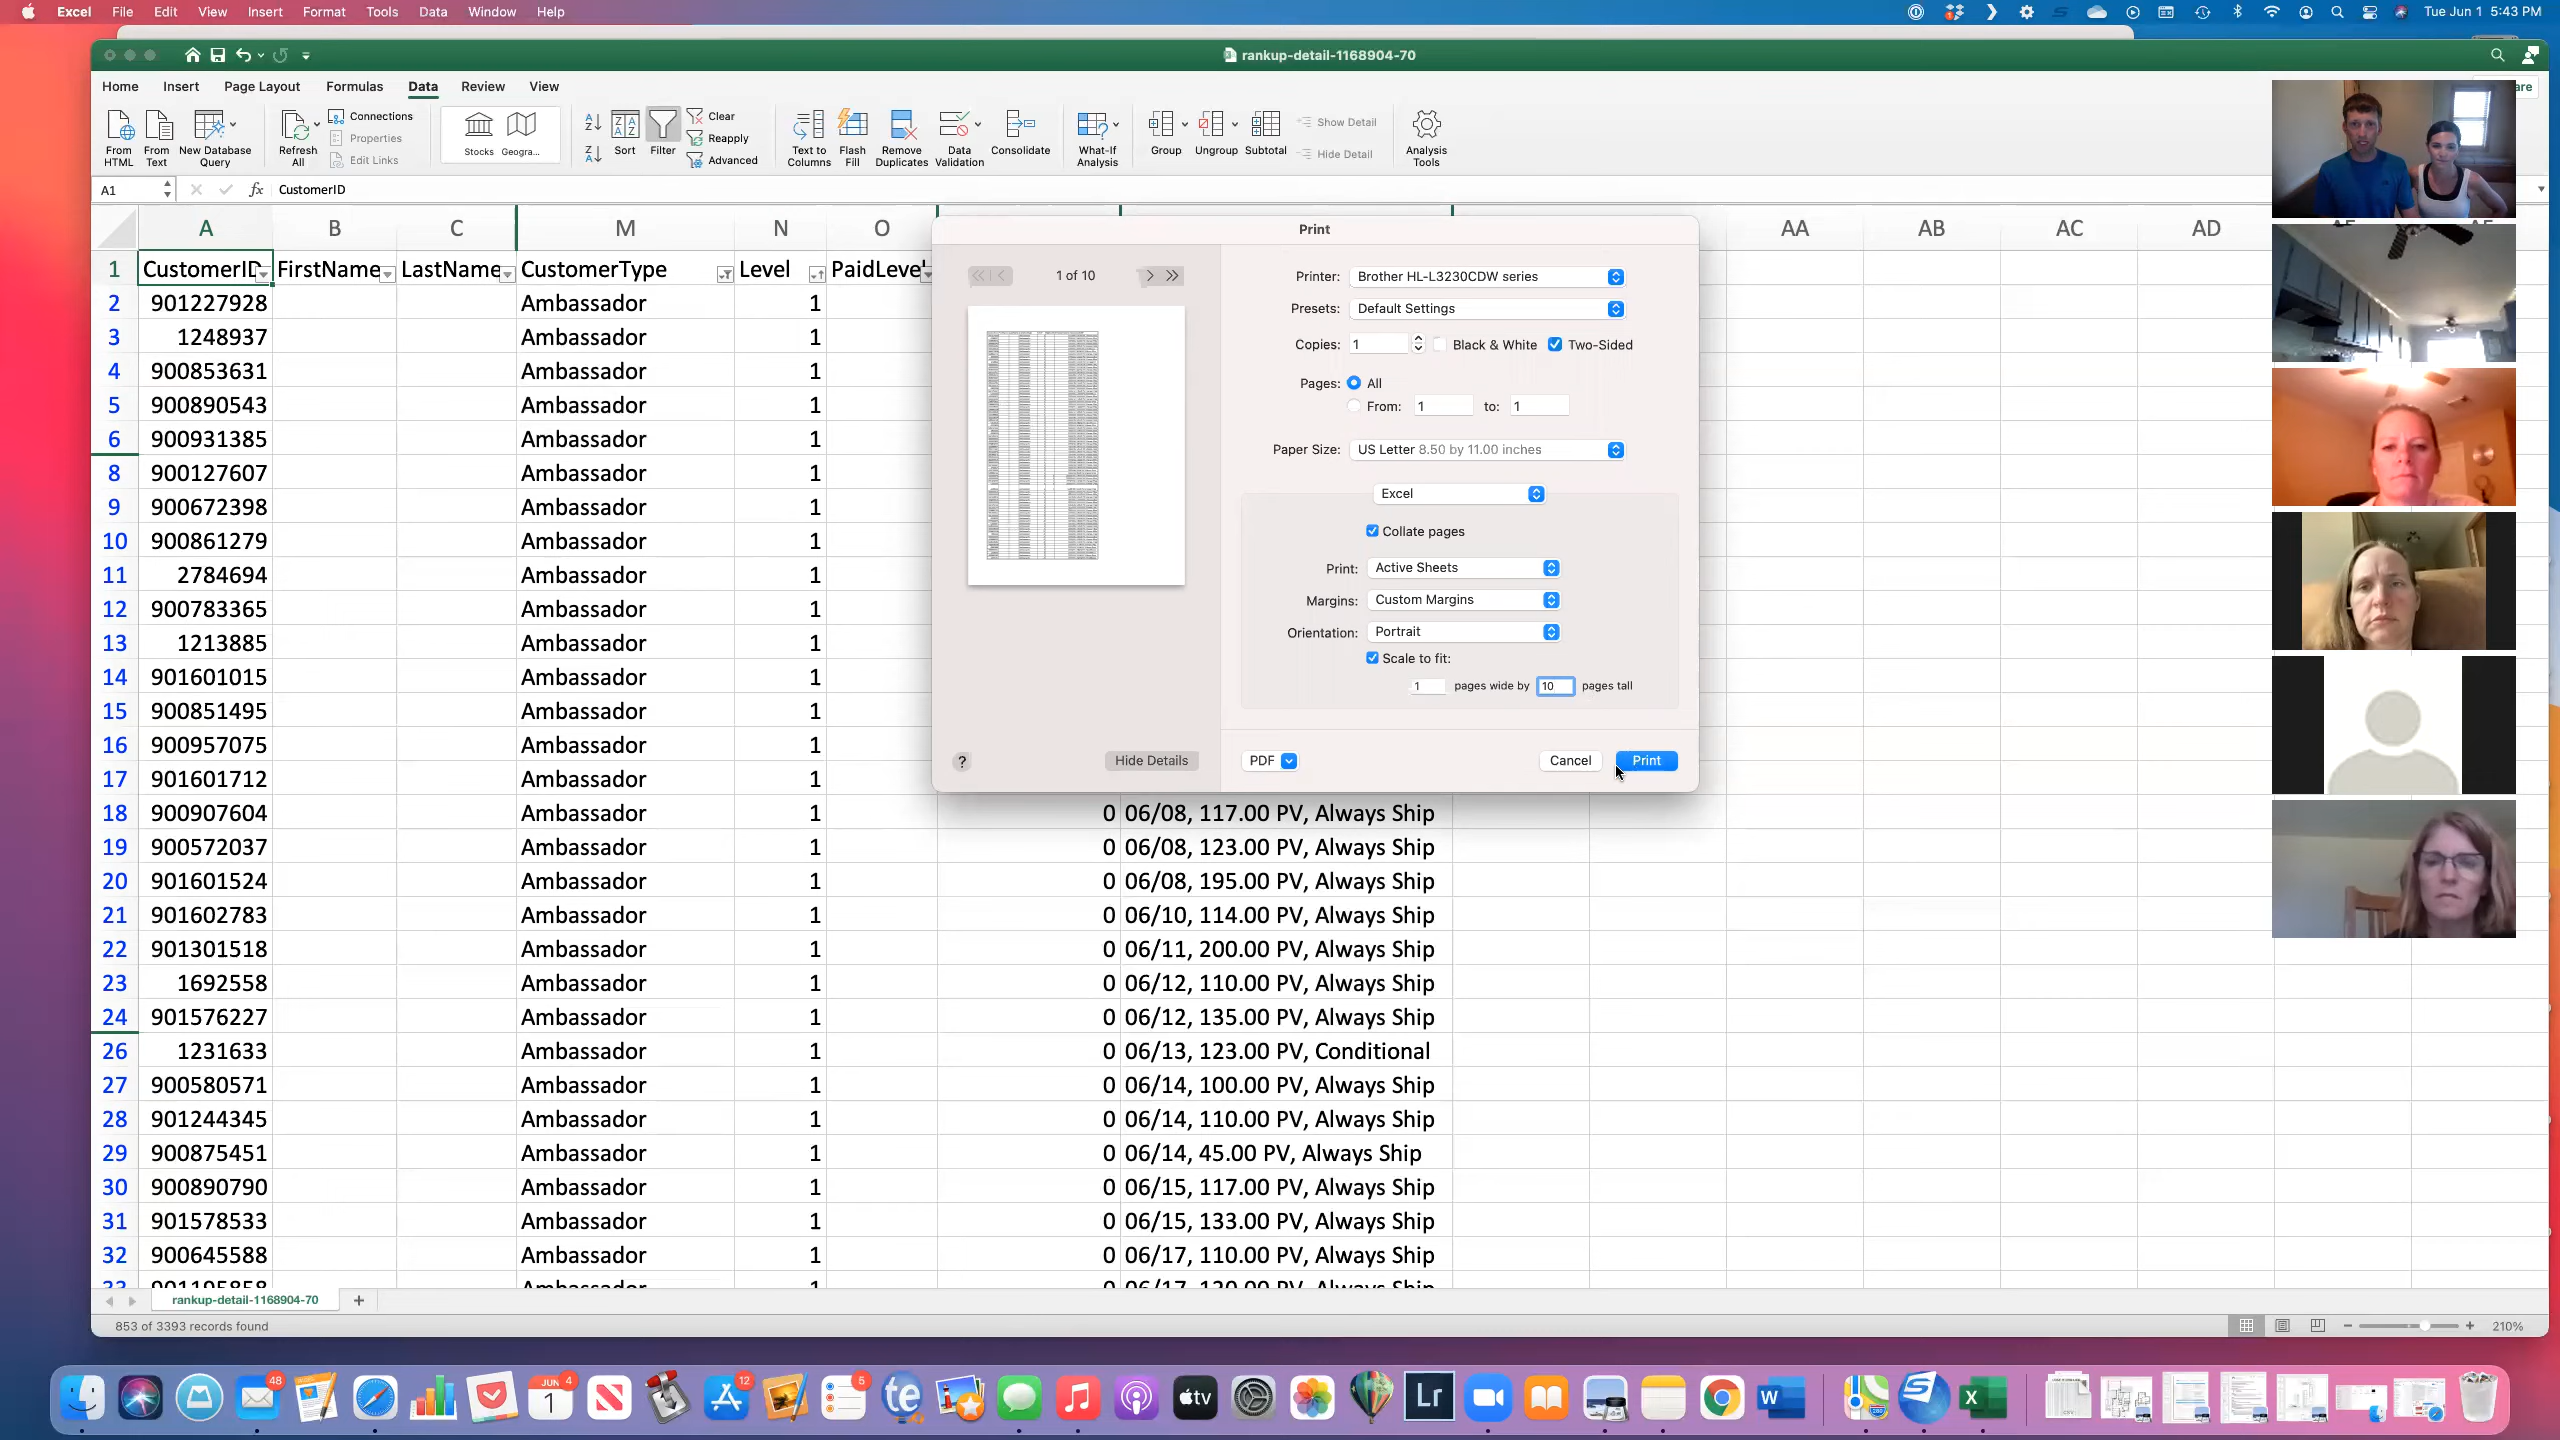 Excel File Edit View Insert Format Tools Data Window Help Tue Jun 1 5:43 PM
rankup-detail-1168904-70
Home Insert Page Layout Formulas Data Review View are
From HTML From Text New Database Query Refresh All Connections Properties Edit Links Stocks Geogra... Sort Filter Clear Reapply Advanced Text to Columns Flash Fill Remove Duplicates Data Validation Consolidate What-If Analysis Group Ungroup Subtotal Show Detail Hide Detail Analysis Tools
A1 fx CustomerID
A B C M N O AA AB AC AD
1 CustomerID FirstName LastName CustomerType Level PaidLevel
2 901227928 Ambassador 1
3 1248937 Ambassador 1
4 900853631 Ambassador 1
5 900890543 Ambassador 1
6 900931385 Ambassador 1
8 900127607 Ambassador 1
9 900672398 Ambassador 1
10 900861279 Ambassador 1
11 2784694 Ambassador 1
12 900783365 Ambassador 1
13 1213885 Ambassador 1
14 901601015 Ambassador 1
15 900851495 Ambassador 1
16 900957075 Ambassador 1
17 901601712 Ambassador 1
18 900907604 Ambassador 1 0 06/08, 117.00 PV, Always Ship
19 900572037 Ambassador 1 0 06/08, 123.00 PV, Always Ship
20 901601524 Ambassador 1 0 06/08, 195.00 PV, Always Ship
21 901602783 Ambassador 1 0 06/10, 114.00 PV, Always Ship
22 901301518 Ambassador 1 0 06/11, 200.00 PV, Always Ship
23 1692558 Ambassador 1 0 06/12, 110.00 PV, Always Ship
24 901576227 Ambassador 1 0 06/12, 135.00 PV, Always Ship
26 1231633 Ambassador 1 0 06/13, 123.00 PV, Conditional
27 900580571 Ambassador 1 0 06/14, 100.00 PV, Always Ship
28 901244345 Ambassador 1 0 06/14, 110.00 PV, Always Ship
29 900875451 Ambassador 1 0 06/14, 45.00 PV, Always Ship
30 900890790 Ambassador 1 0 06/15, 117.00 PV, Always Ship
31 901578533 Ambassador 1 0 06/15, 133.00 PV, Always Ship
32 900645588 Ambassador 1 0 06/17, 110.00 PV, Always Ship
Print
1 of 10
Printer: Brother HL-L3230CDW series
Presets: Default Settings
Copies: 1 Black & White Two-Sided
Pages: All
From: 1 to: 1
Paper Size: US Letter 8.50 by 11.00 inches
Excel
Collate pages
Print: Active Sheets
Margins: Custom Margins
Orientation: Portrait
Scale to fit:
1 pages wide by 10 pages tall
? Hide Details PDF Cancel Print
rankup-detail-1168904-70 +
853 of 3393 records found 210%
48 JUN 1 4 12 5 te tv Lr W S X